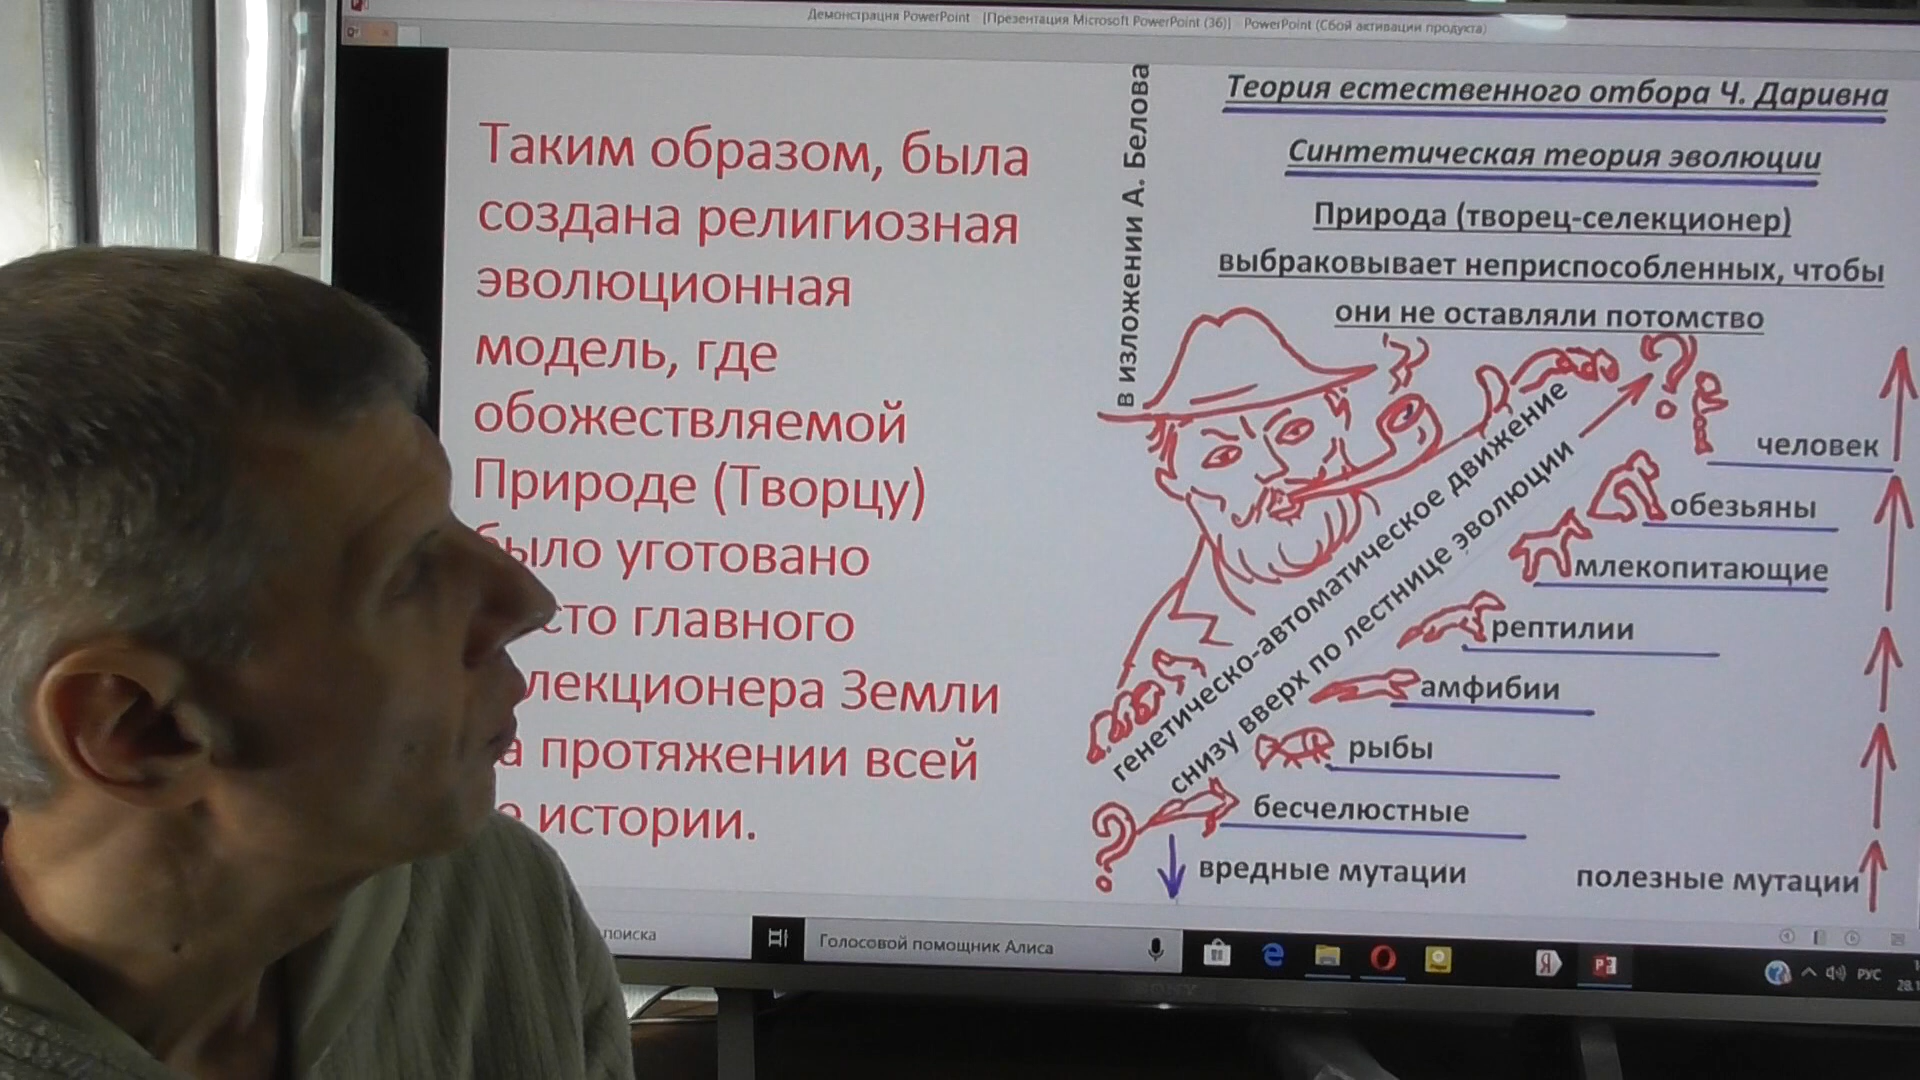 Демонстрация PowerPoint [Презентация Microsoft PowerPoint (36)] PowerPoint (Сбой активации продукта)
Таким образом, была
создана религиозная
эволюционная
модель, где
обожествляемой
Природе (Творцу)
было уготовано
сто главного
лекционера Земли
а протяжении всей
истории.
в изложении А. Белова
Теория естественного отбора Ч. Даривна
Синтетическая теория эволюции
Природа (творец-селекционер)
выбраковывает неприспособленных, чтобы
они не оставляли потомство
генетическо-автоматическое движение
снизу вверх по лестнице эволюции
?
человек
обезьяны
млекопитающие
рептилии
амфибии
рыбы
бесчелюстные
?
вредные мутации
полезные мутации
поиска
Голосовой помощник Алиса
Я
РУС
SONY